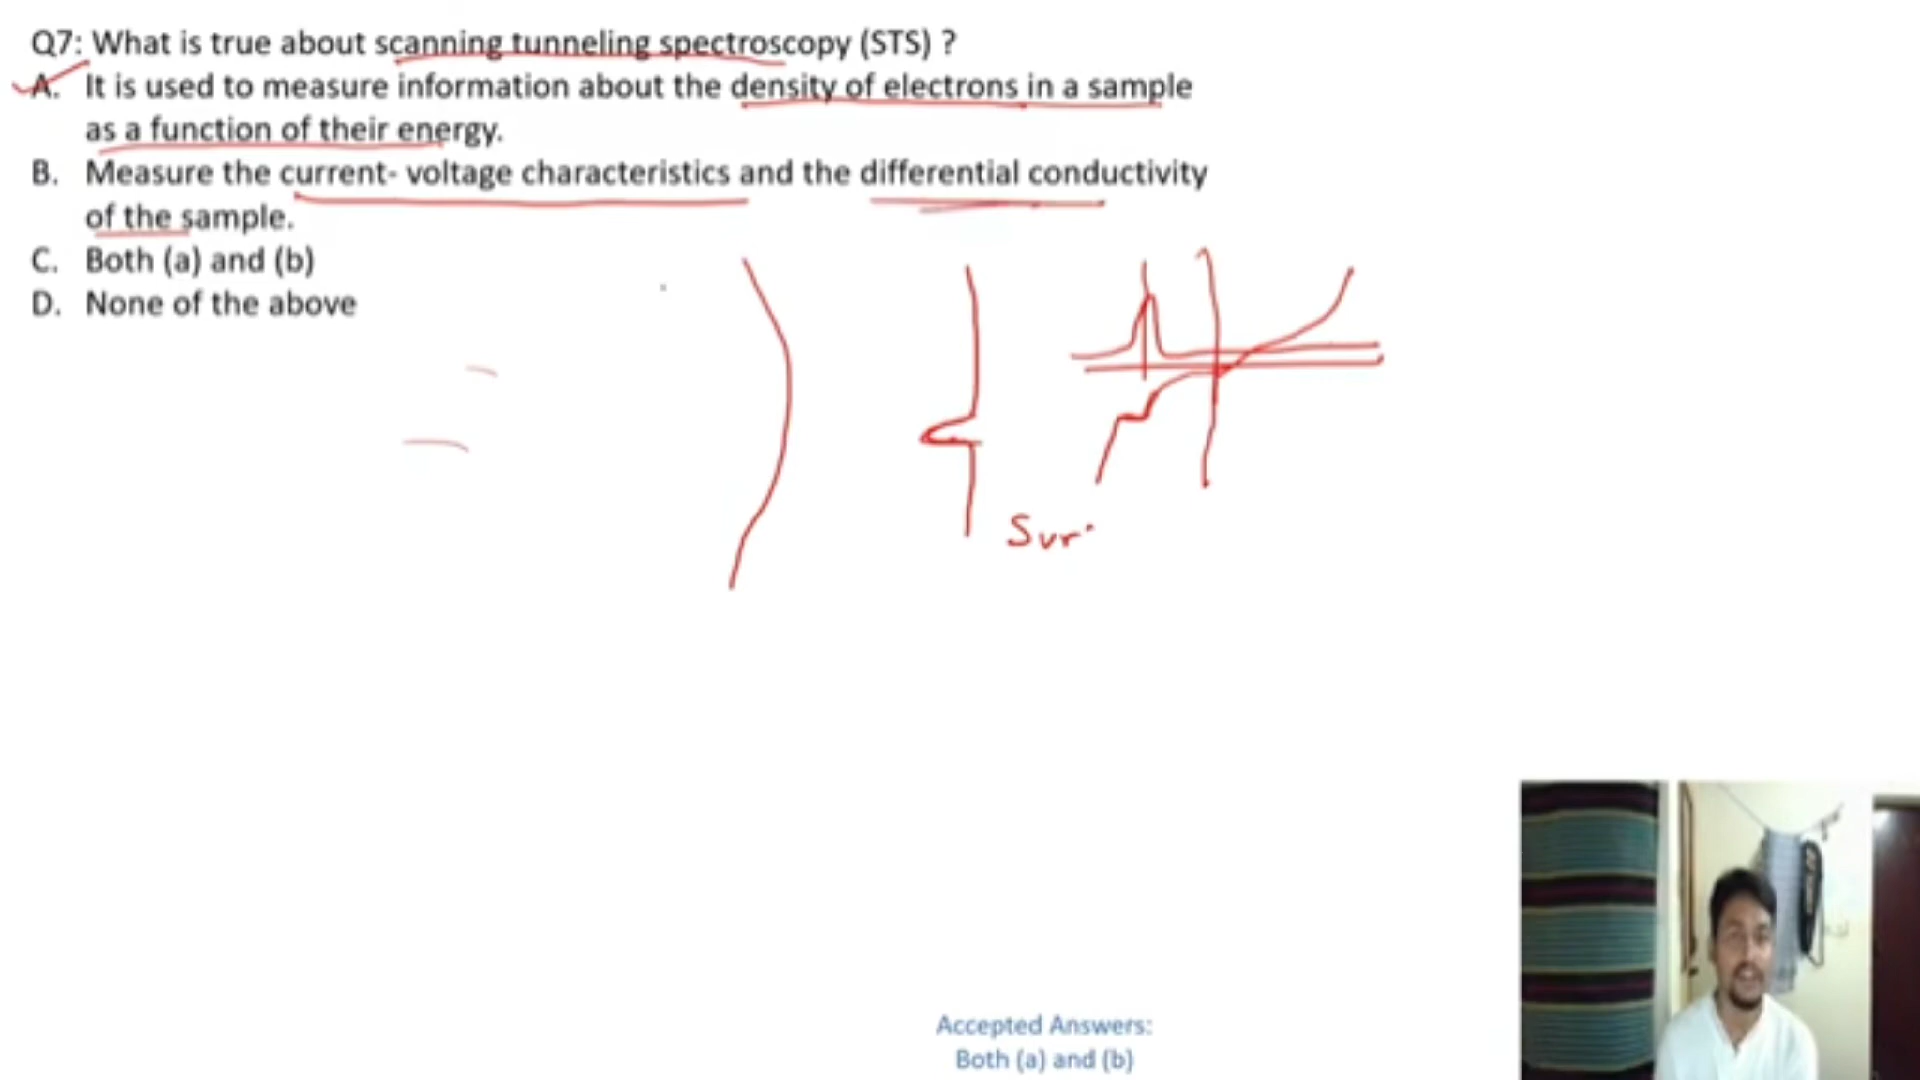 Q7: What is true about scanning tunneling spectroscopy (STS) ?
A. It is used to measure information about the density of electrons in a sample
as a function of their energy.
B. Measure the current- voltage characteristics and the differential conductivity
of the sample.
C. Both (a) and (b)
D. None of the above
Sur
Accepted Answers:
Both (a) and (b)